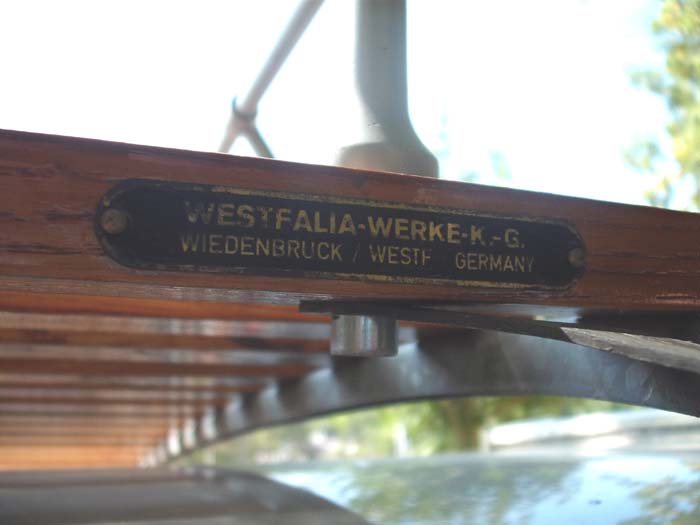 WESTFALIA-WERKE-K.-G.
WIEDENBRUCK / WESTF GERMANY